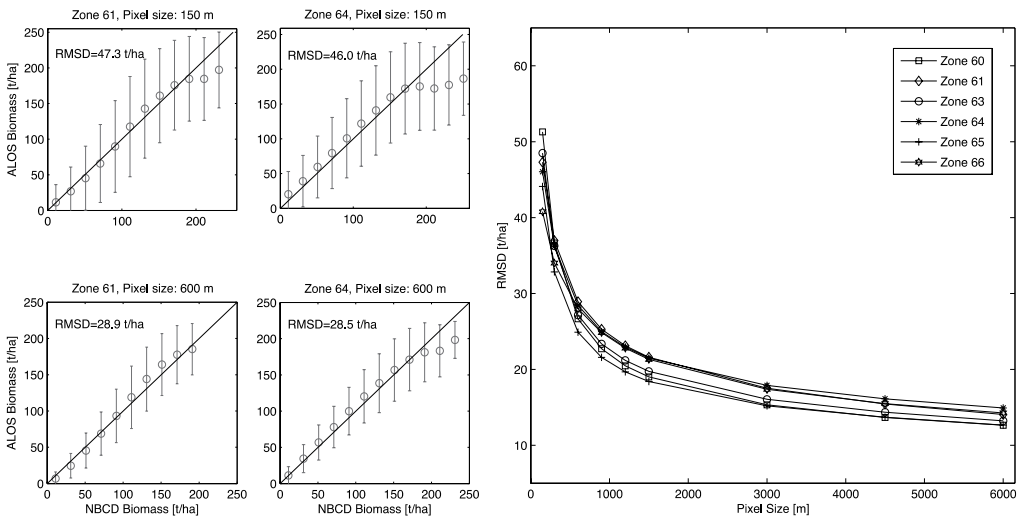 Zone 61, Pixel size: 150 m
RMSD=47.3 t/ha
ALOS Biomass [t/ha]
250
200
150
100
50
0
0 100 200
Zone 64, Pixel size: 150 m
RMSD=46.0 t/ha
250
200
150
100
50
0
0 100 200
Zone 61, Pixel size: 600 m
RMSD=28.9 t/ha
ALOS Biomass [t/ha]
250
200
150
100
50
0
0 50 100 150 200 250
NBCD Biomass [t/ha]
Zone 64, Pixel size: 600 m
RMSD=28.5 t/ha
250
200
150
100
50
0
0 50 100 150 200 250
NBCD Biomass [t/ha]
RMSD [t/ha]
60
50
40
30
20
10
0 1000 2000 3000 4000 5000 6000
Pixel Size [m]
Zone 60
Zone 61
Zone 63
Zone 64
Zone 65
Zone 66